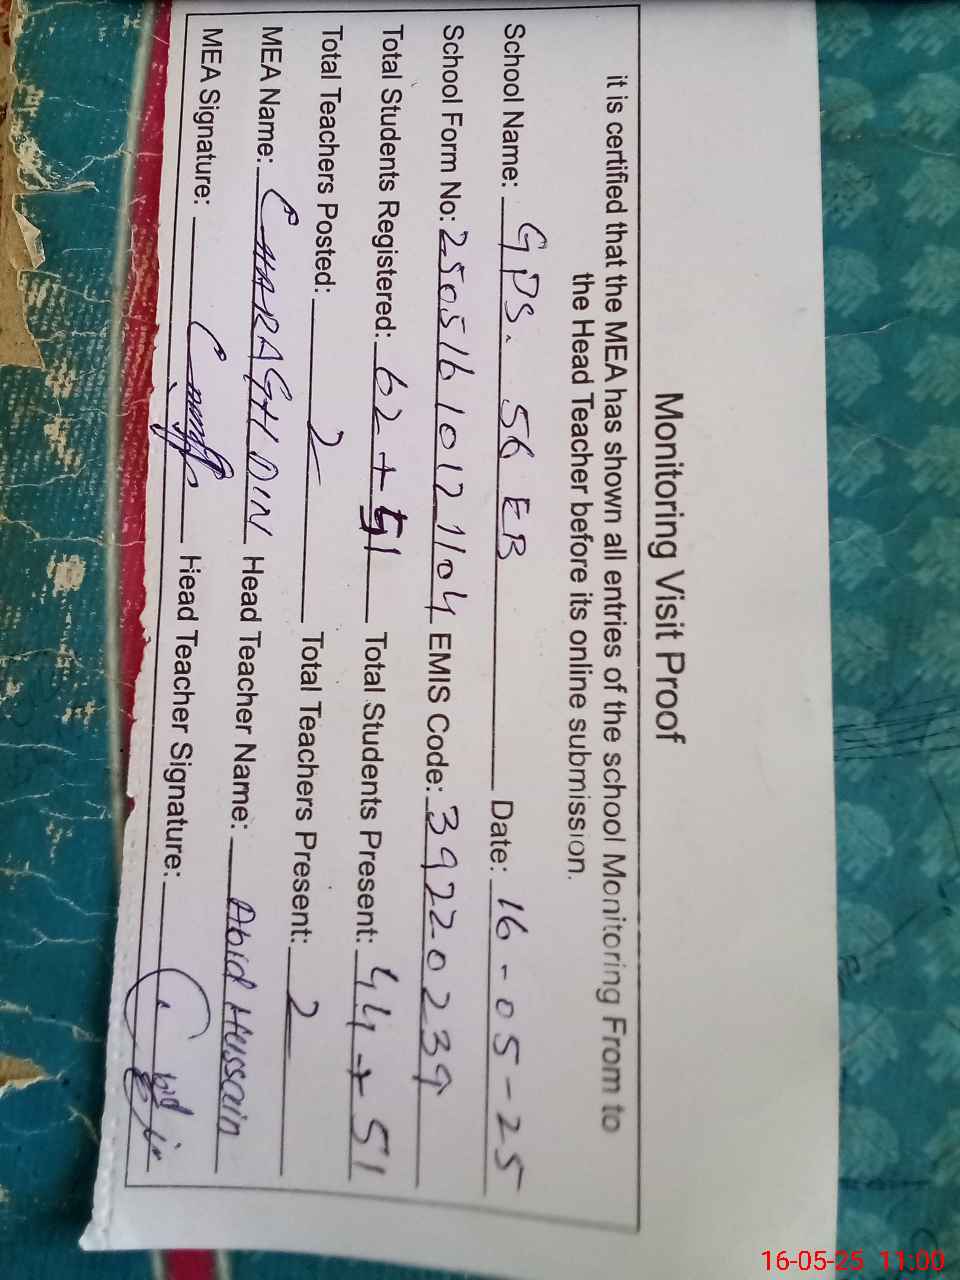 Monitoring Visit Proof
it is certified that the MEA has shown all entries of the school Monitoring From to
the Head Teacher before its online submission.
School Name: GPS. 56 EB Date: 16-05-25
School Form No: 250516101271104 EMIS Code: 39220239
Total Students Registered: 62+51 Total Students Present: 44+51
Total Teachers Posted: 2 Total Teachers Present: 2
MEA Name: CHARAGH DIN Head Teacher Name: Abid Hussain
MEA Signature: Head Teacher Signature:
16-05-25 11:00